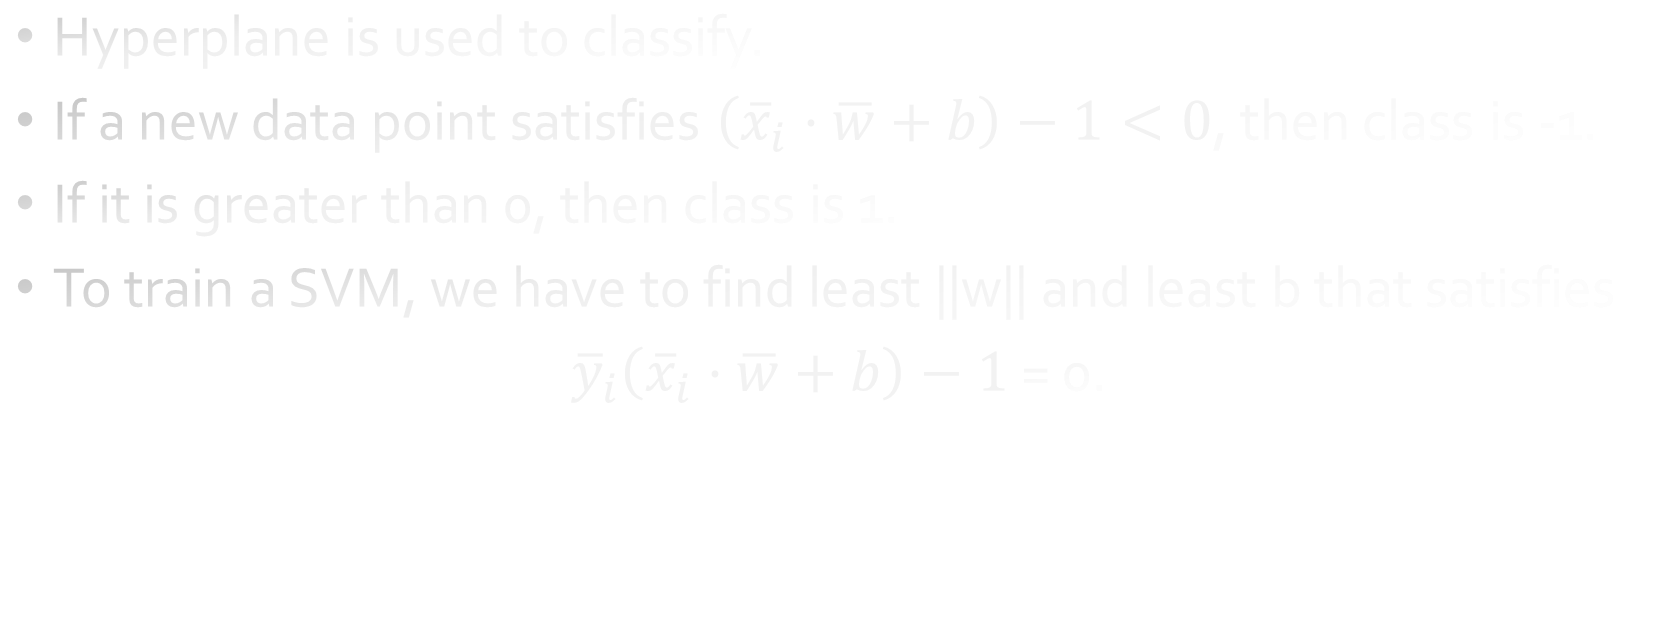 • Hyperplane is used to classify.
• If a new data point satisfies (x̄ᵢ · w̅ + b) − 1 < 0, then class is -1.
• If it is greater than 0, then class is 1.
• To train a SVM, we have to find least ||w|| and least b that satisfies
y̅ᵢ(x̄ᵢ · w̅ + b) − 1 = 0.